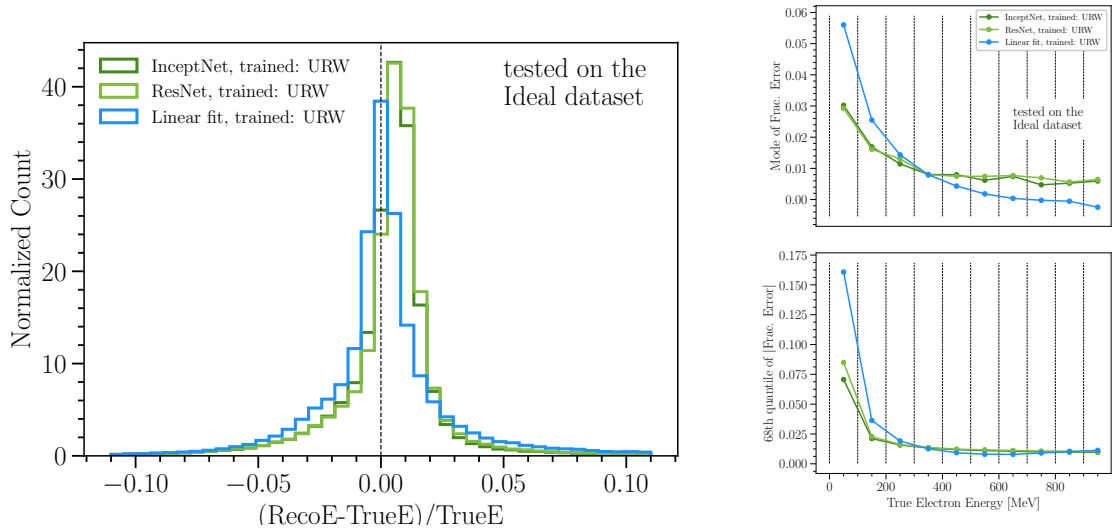 InceptNet, trained: URW
ResNet, trained: URW
Linear fit, trained: URW
tested on the
Ideal dataset
Normalized Count
40
30
20
10
0
−0.10
−0.05
0.00
0.05
0.10
(RecoE-TrueE)/TrueE
InceptNet, trained: URW
ResNet, trained: URW
Linear fit, trained: URW
tested on the
Ideal dataset
Mode of Frac. Error
0.06
0.05
0.04
0.03
0.02
0.01
0.00
68th quantile of |Frac. Error|
0.175
0.150
0.125
0.100
0.075
0.050
0.025
0.000
0
200
400
600
800
True Electron Energy [MeV]